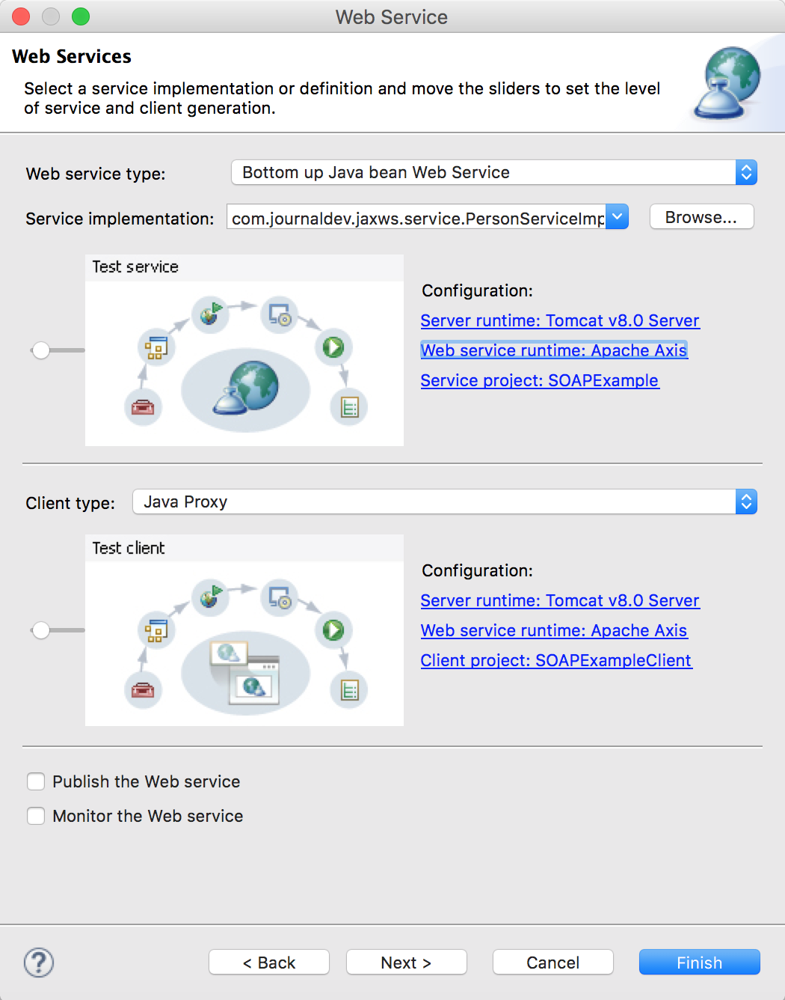 Web Service
Web Services
Select a service implementation or definition and move the sliders to set the level
of service and client generation.
Web service type:
Bottom up Java bean Web Service
Service implementation:
com.journaldev.jaxws.service.PersonServiceImp
Browse...
Test service
Configuration:
Server runtime: Tomcat v8.0 Server
Web service runtime: Apache Axis
Service project: SOAPExample
Client type:
Java Proxy
Test client
Configuration:
Server runtime: Tomcat v8.0 Server
Web service runtime: Apache Axis
Client project: SOAPExampleClient
Publish the Web service
Monitor the Web service
?
< Back
Next >
Cancel
Finish